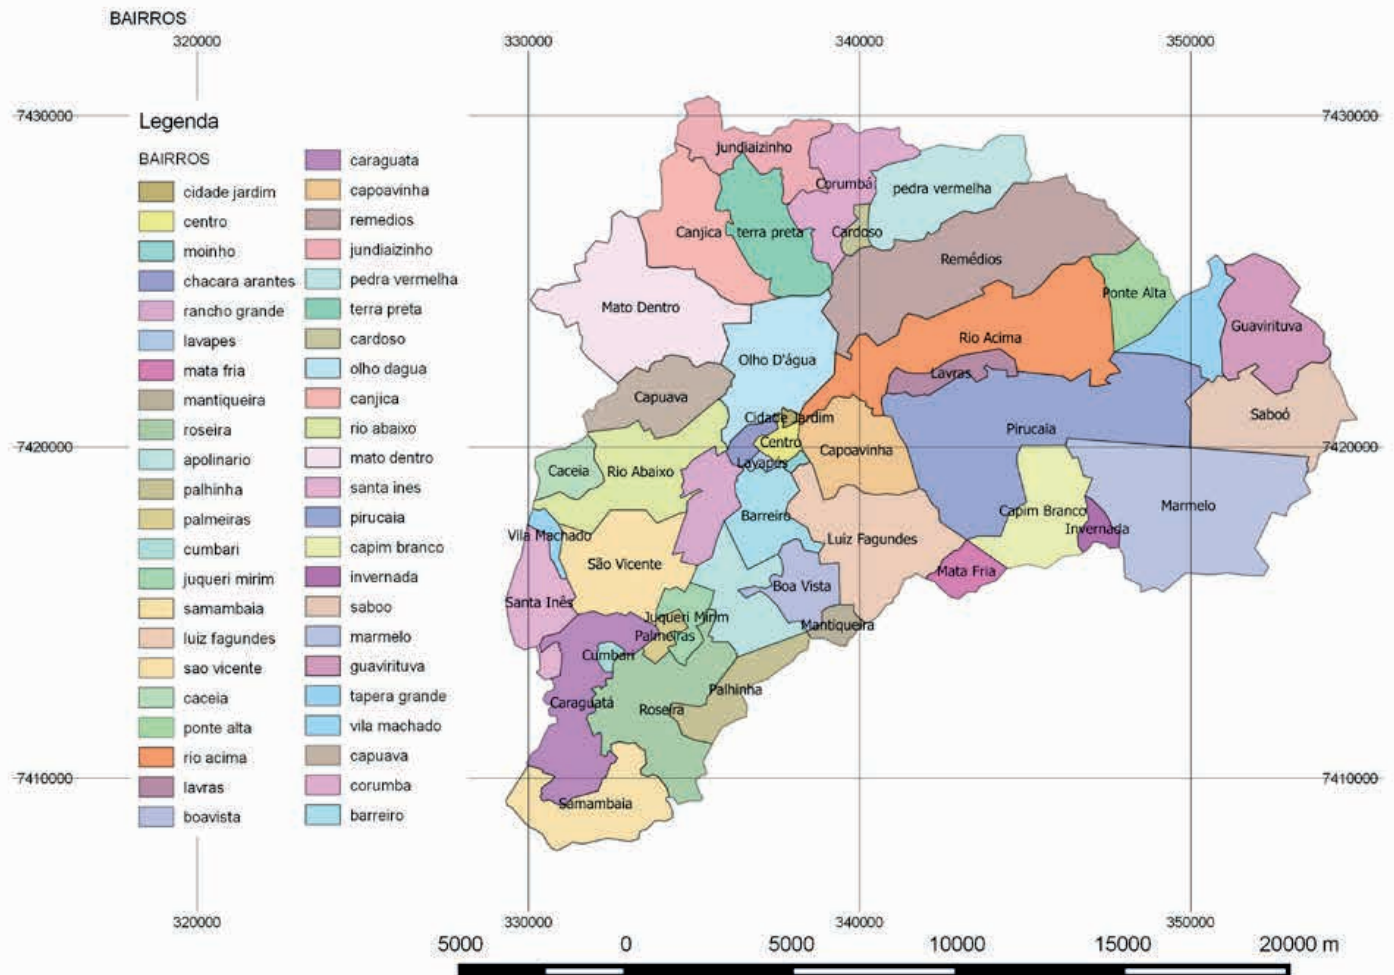 BAIRROS
320000
330000
340000
350000
7430000
7430000
Legenda
BAIRROS
cidade jardim
centro
moinho
chacara arantes
rancho grande
lavapes
mata fria
mantiqueira
roseira
apolinario
palhinha
palmeiras
cumbari
juqueri mirim
samambaia
luiz fagundes
sao vicente
caceia
ponte alta
rio acima
lavras
boavista
caraguata
capoavinha
remedios
jundiaizinho
pedra vermelha
terra preta
cardoso
olho dagua
canjica
rio abaixo
mato dentro
santa ines
pirucaia
capim branco
invernada
saboo
marmelo
guavirituva
tapera grande
vila machado
capuava
corumba
barreiro
Jundiaizinho
Corumbá
pedra vermelha
Canjica
terra preta
Cardoso
Remédios
Mato Dentro
Ponte Alta
Rio Acima
Guavirituva
Olho D'água
Lavras
Capuava
Saboó
Cidade Jardim
Pirucaia
Centro
7420000
7420000
Capoavinha
Lavapés
Caceia
Rio Abaixo
Marmelo
Capim Branco
Barreiro
Invernada
Vila Machado
Luiz Fagundes
São Vicente
Mata Fria
Boa Vista
Santa Inês
Juqueri Mirim
Mantiqueira
Palmeiras
Cumbari
Palhinha
Caraguatá
Roseira
7410000
7410000
Samambaia
320000
330000
340000
350000
5000
0
5000
10000
15000
20000 m